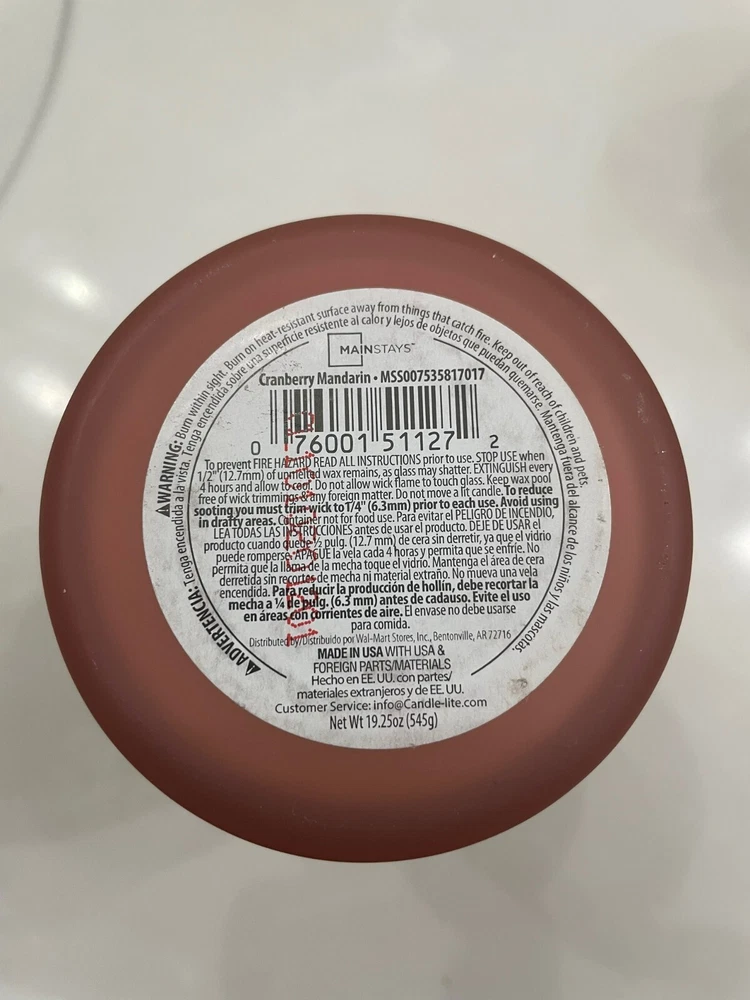 ⚠WARNING: Burn within sight. Burn on heat-resistant surface away from things that catch fire. Keep out of reach of children and pets.
⚠ADVERTENCIA: Tenga encendida a la vista. Tenga encendida sobre una superficie resistente al calor y lejos de objetos que puedan quemarse. Mantenga fuera del alcance de los niños y las mascotas.
MAINSTAYS™
Cranberry Mandarin • MSS007535817017
0 76001 51127 2
To prevent FIRE HAZARD READ ALL INSTRUCTIONS prior to use. STOP USE when
1/2" (12.7mm) of unmelted wax remains, as glass may shatter. EXTINGUISH every
4 hours and allow to cool. Do not allow wick flame to touch glass. Keep wax pool
free of wick trimmings & any foreign matter. Do not move a lit candle. To reduce
sooting you must trim wick to 1/4" (6.3mm) prior to each use. Avoid using
in drafty areas. Container not for food use. Para evitar el PELIGRO DE INCENDIO,
LEA TODAS LAS INSTRUCCIONES antes de usar el producto. DEJE DE USAR el
producto cuando quede ½ pulg. (12.7 mm) de cera sin derretir, ya que el vidrio
puede romperse. APAGUE la vela cada 4 horas y permita que se enfríe. No
permita que la llama de la mecha toque el vidrio. Mantenga el área de cera
derretida sin recortes de mecha ni material extraño. No mueva una vela
encendida. Para reducir la producción de hollín, debe recortar la
mecha a ¼ de pulg. (6.3 mm) antes de cadauso. Evite el uso
en áreas con corrientes de aire. El envase no debe usarse
para comida.
Distributed by/Distribuido por Wal-Mart Stores, Inc., Bentonville, AR 72716
MADE IN USA WITH USA &
FOREIGN PARTS/MATERIALS
Hecho en EE. UU. con partes/
materiales extranjeros y de EE. UU.
Customer Service: info@Candle-lite.com
Net Wt 19.25oz (545g)